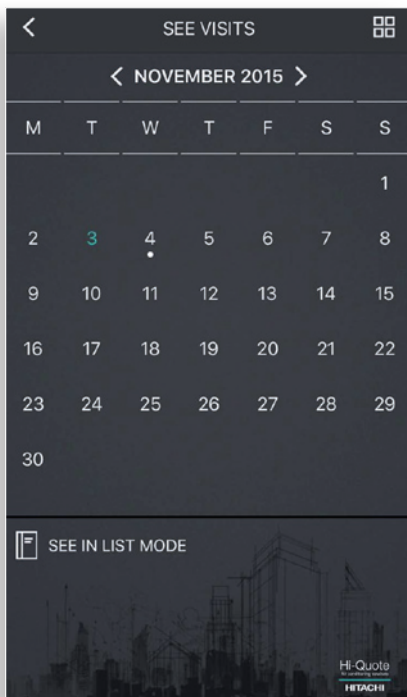 SEE VISITS
NOVEMBER 2015
M T W T F S S
1
2 3 4 5 6 7 8
9 10 11 12 13 14 15
16 17 18 19 20 21 22
23 24 25 26 27 28 29
30
SEE IN LIST MODE
Hi-Quote
HITACHI